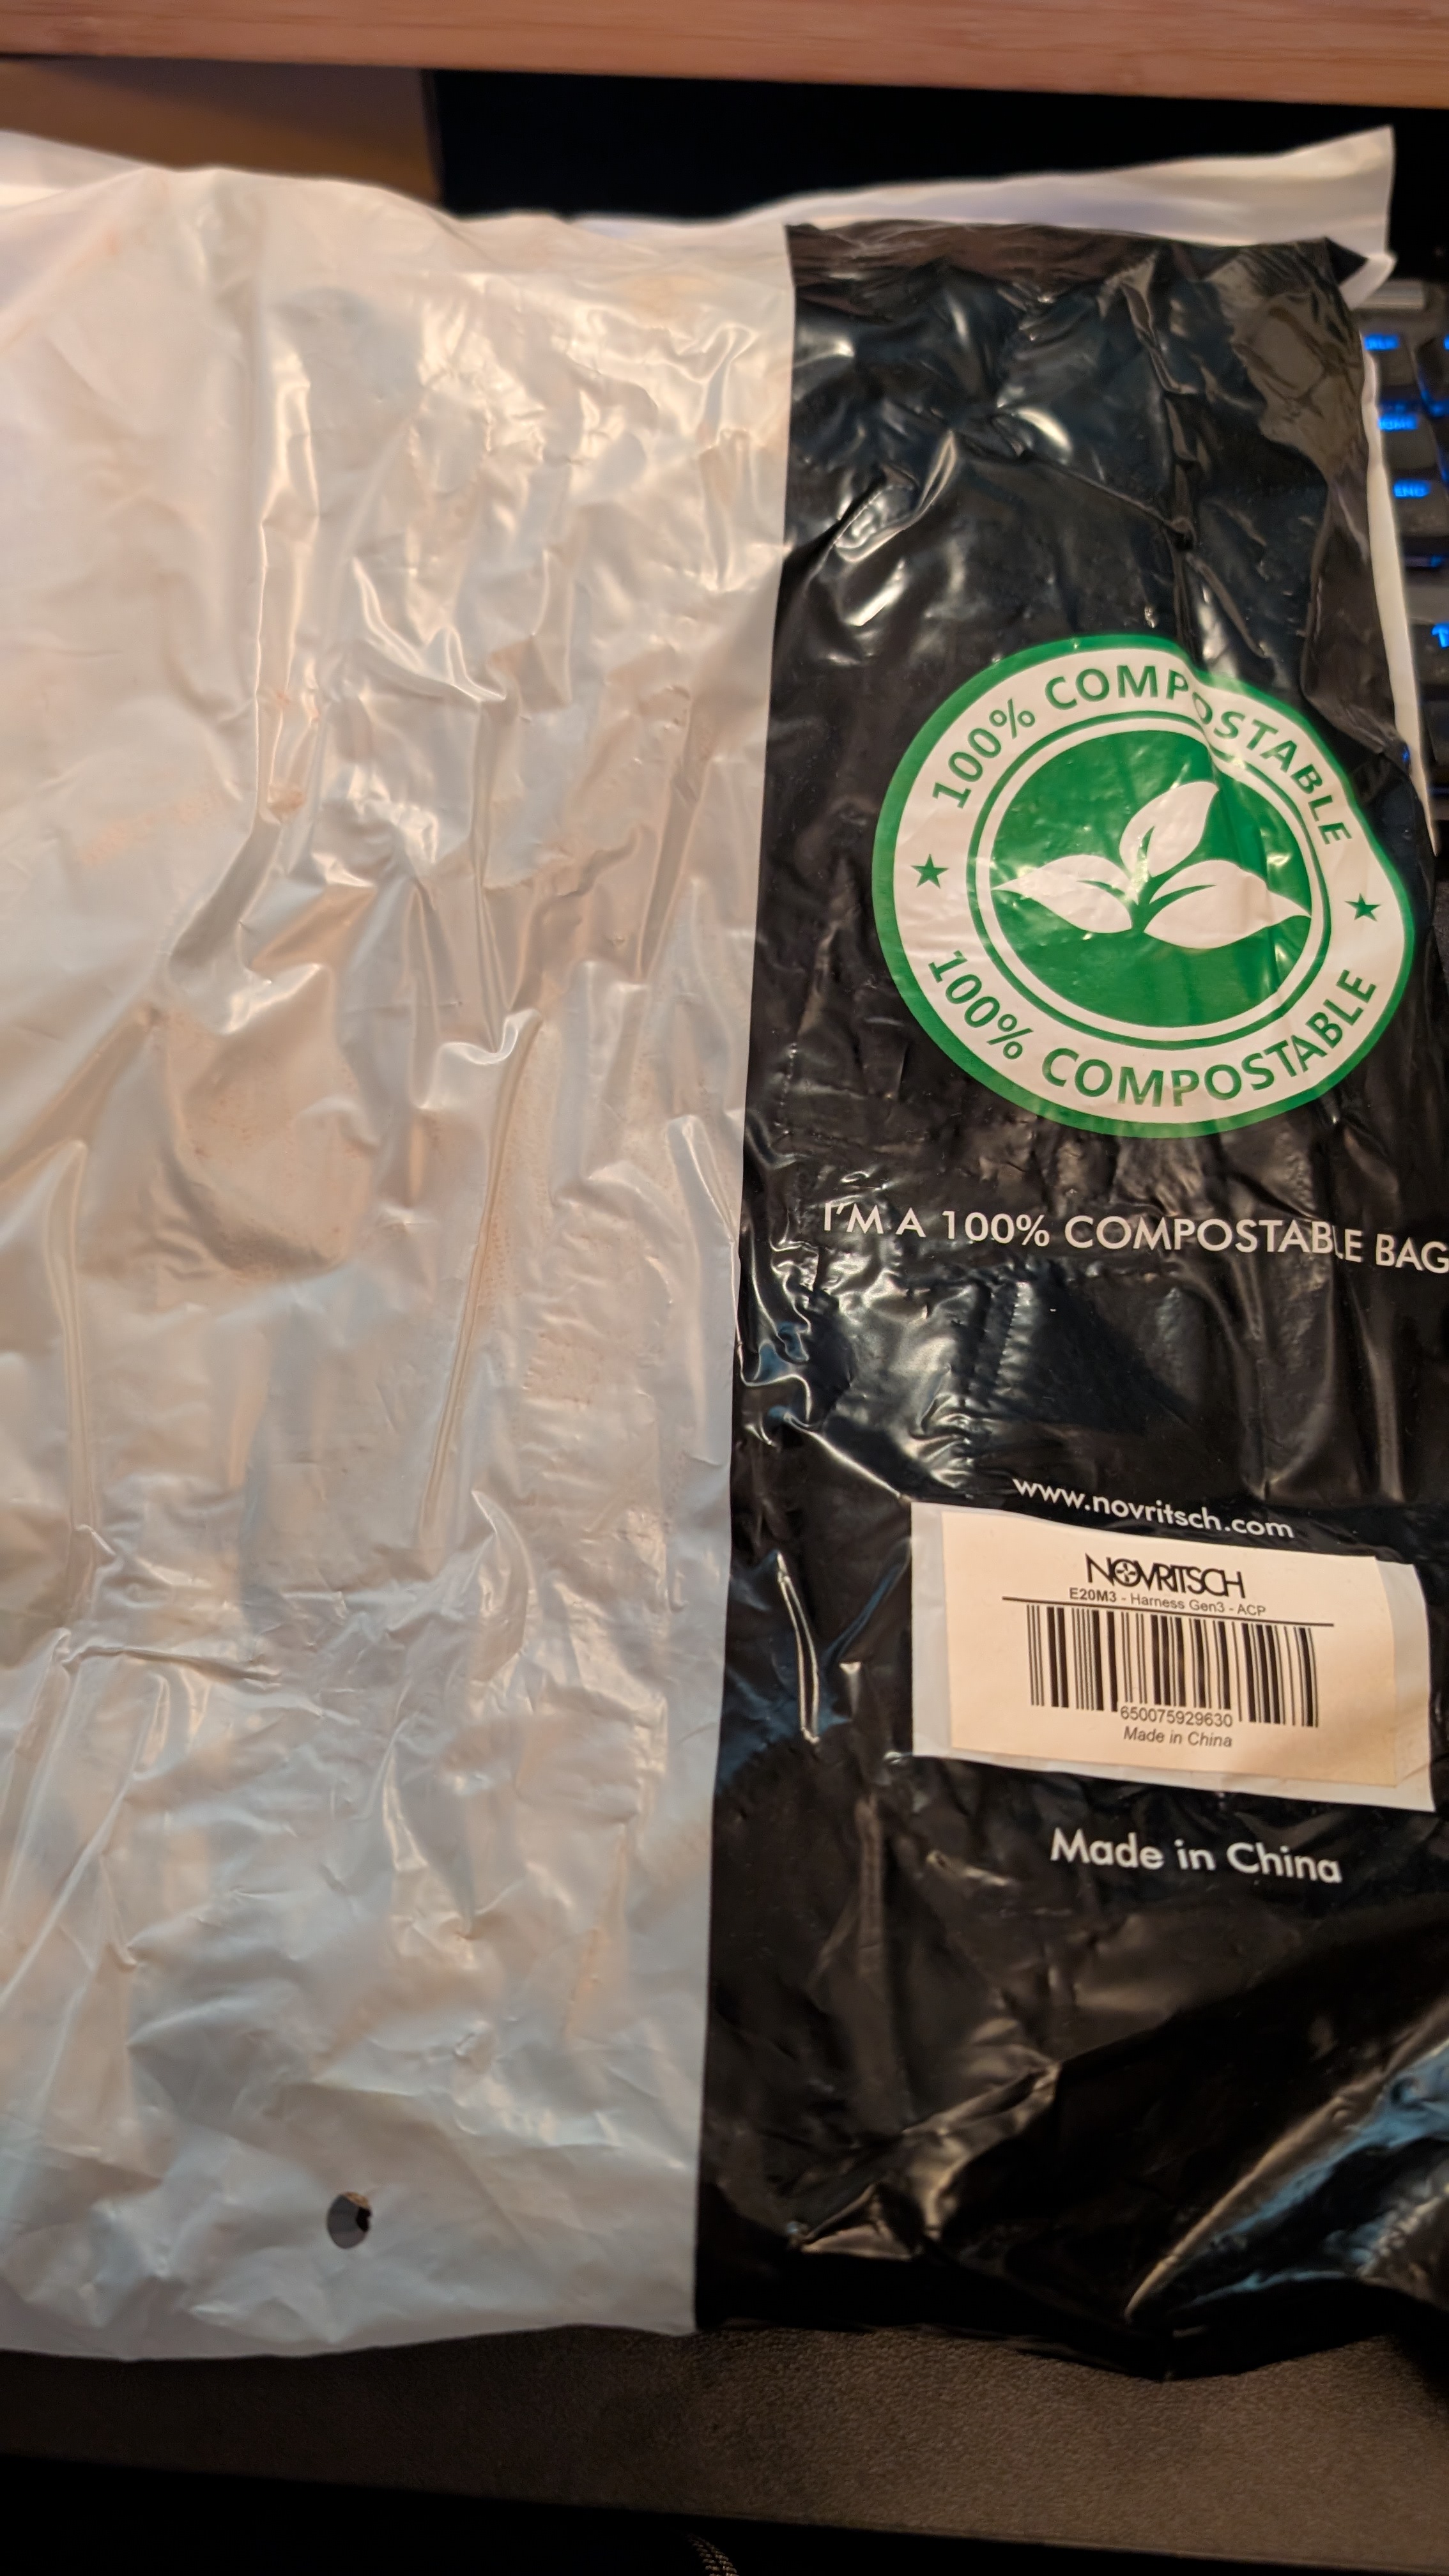 100% COMPOSTABLE
100% COMPOSTABLE
I'M A 100% COMPOSTABLE BAG
www.novritsch.com
NOVRITSCH
E20M3 - Harness Gen3 - ACP
650075929630
Made in China
Made in China
END